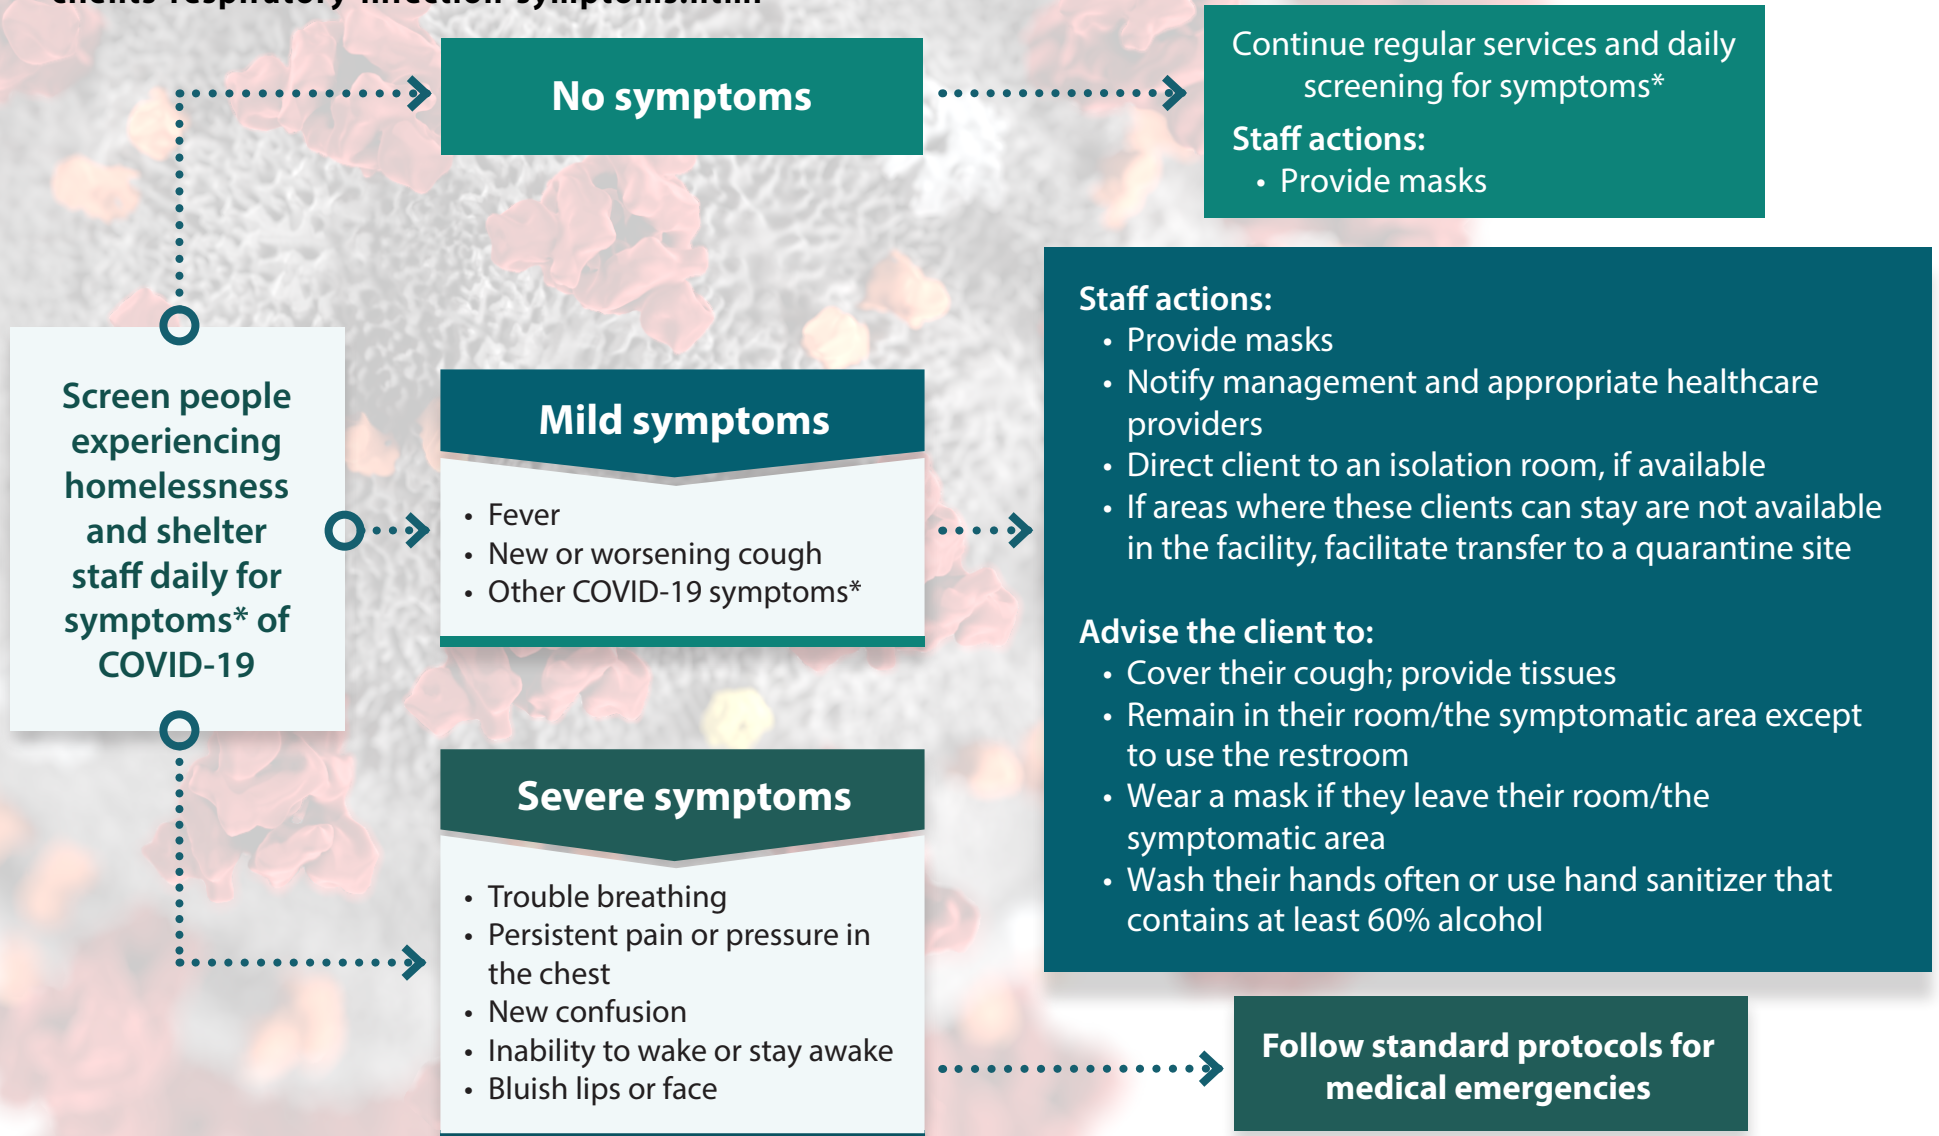 clients-respiratory-infection-symptoms.html
No symptoms
Continue regular services and daily
screening for symptoms*
Staff actions:
• Provide masks
Screen people
experiencing
homelessness
and shelter
staff daily for
symptoms* of
COVID-19
Mild symptoms
• Fever
• New or worsening cough
• Other COVID-19 symptoms*
Staff actions:
• Provide masks
• Notify management and appropriate healthcare
providers
• Direct client to an isolation room, if available
• If areas where these clients can stay are not available
in the facility, facilitate transfer to a quarantine site
Advise the client to:
• Cover their cough; provide tissues
• Remain in their room/the symptomatic area except
to use the restroom
• Wear a mask if they leave their room/the
symptomatic area
• Wash their hands often or use hand sanitizer that
contains at least 60% alcohol
Severe symptoms
• Trouble breathing
• Persistent pain or pressure in
the chest
• New confusion
• Inability to wake or stay awake
• Bluish lips or face
Follow standard protocols for
medical emergencies